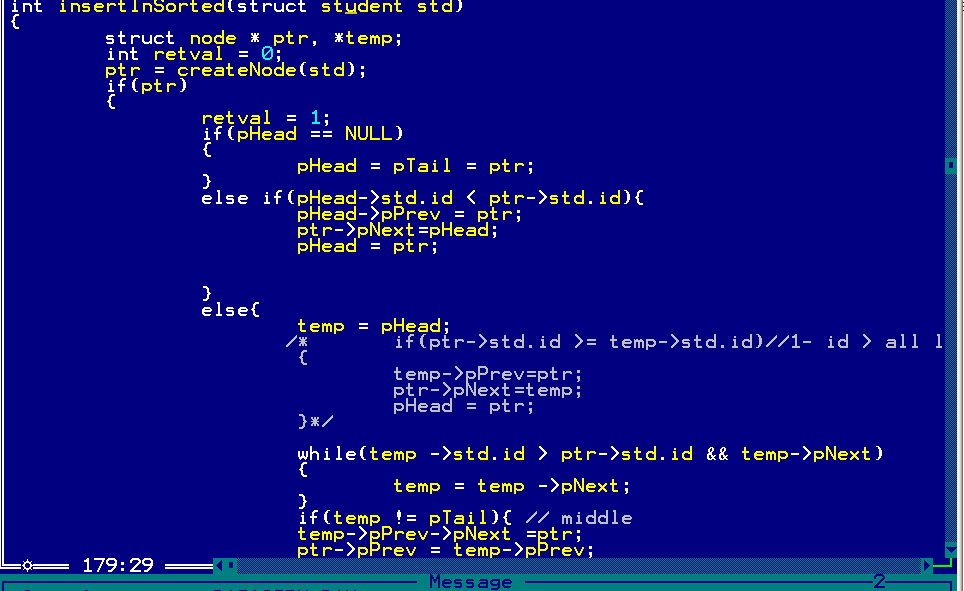 int insertInSorted(struct student std)
{
struct node * ptr, *temp;
int retval = 0;
ptr = createNode(std);
if(ptr)
{
retval = 1;
if(pHead == NULL)
{
pHead = pTail = ptr;
}
else if(pHead->std.id < ptr->std.id){
pHead->pPrev = ptr;
ptr->pNext=pHead;
pHead = ptr;
}
else{
temp = pHead;
/* if(ptr->std.id >= temp->std.id)//1- id > all l
{
temp->pPrev=ptr;
ptr->pNext=temp;
pHead = ptr;
}*/
while(temp ->std.id > ptr->std.id && temp->pNext)
{
temp = temp ->pNext;
}
if(temp != pTail){ // middle
temp->pPrev->pNext =ptr;
ptr->pPrev = temp->pPrev;
179:29
Message 2